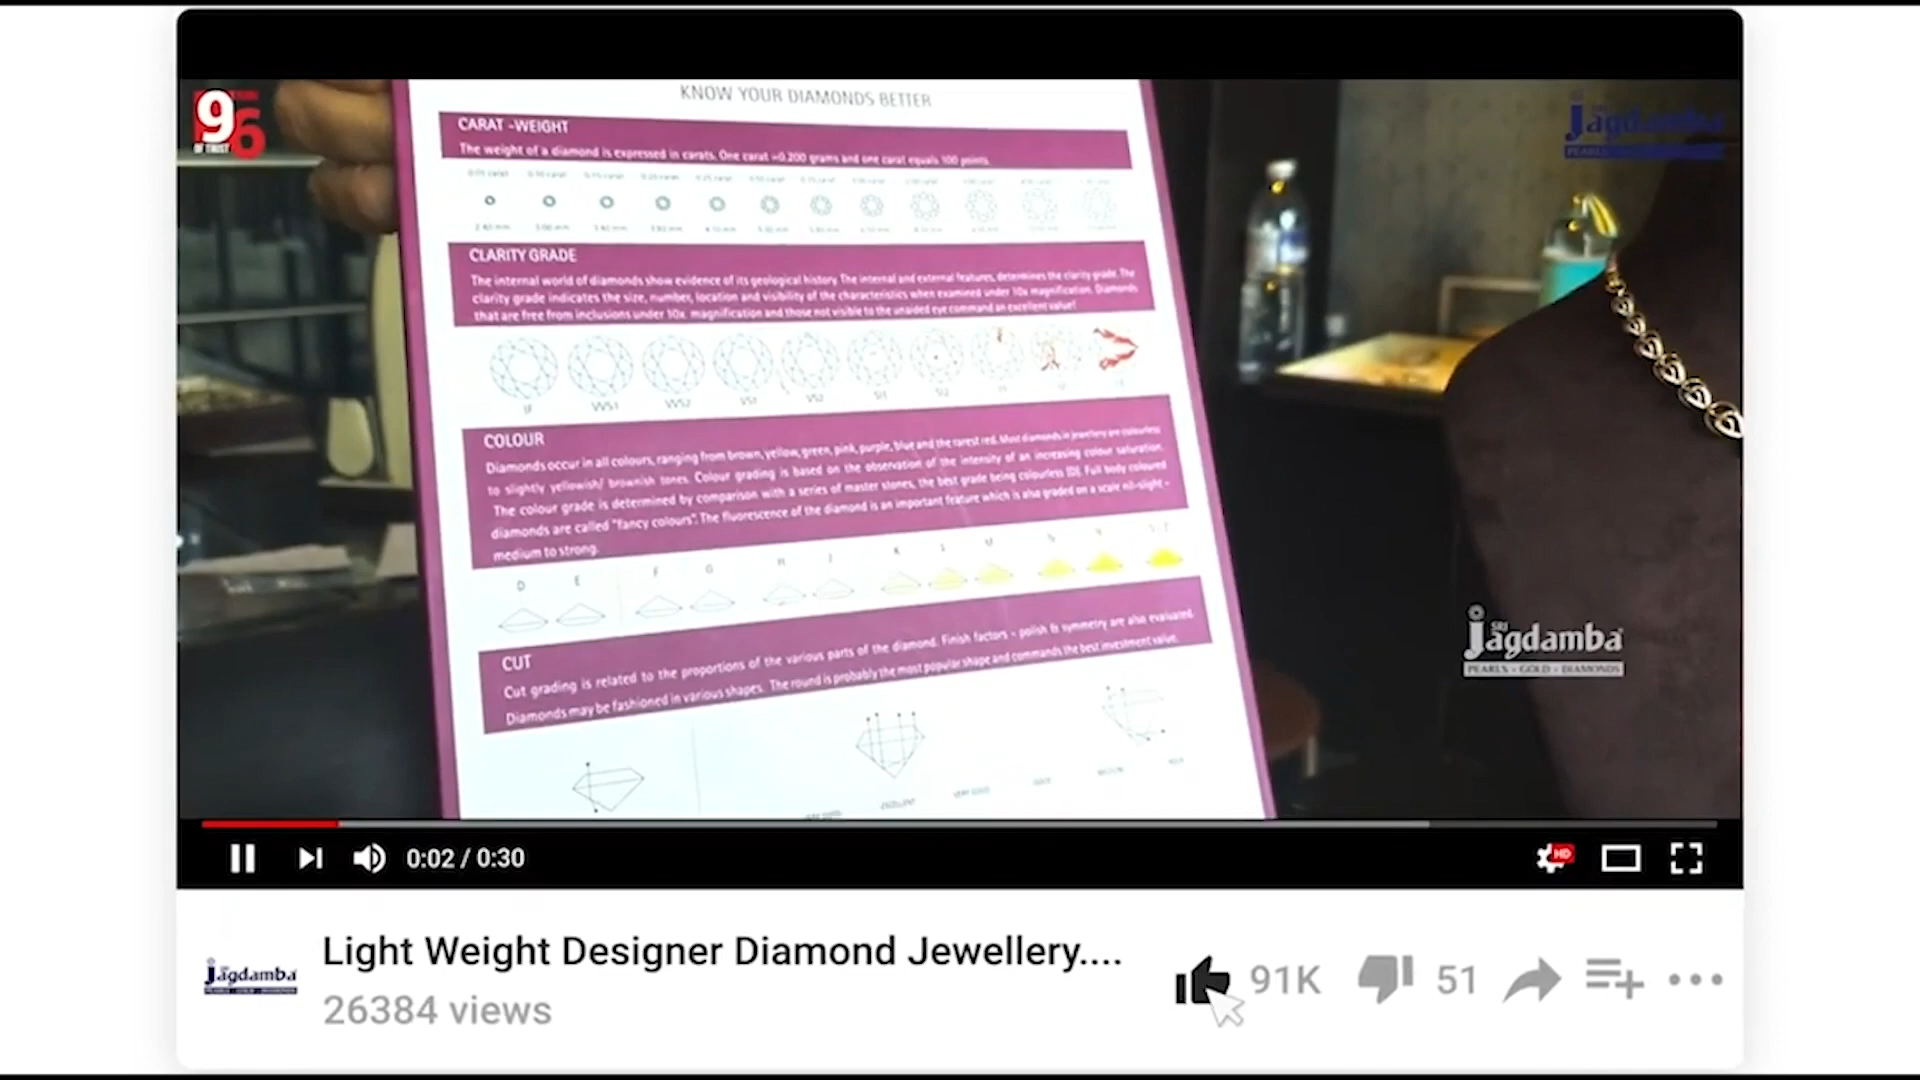 96
OF TRUST
Jagdamba
PEARLS
KNOW YOUR DIAMONDS BETTER
CARAT -WEIGHT
The weight of a diamond is expressed in carats. One carat =0.200 grams and one carat equals 100 points.
CLARITY GRADE
The internal world of diamonds show evidence of its geological history. The internal and external features, determines the clarity grade. The
clarity grade indicates the size, number, location and visibility of the characteristics when examined under 10x magnification. Diamonds
that are free from inclusions under 10x magnification and those not visible to the unaided eye command an excellent value!
IF VVS1 VVS2 VS1 VS2 SI1 SI2 I1
COLOUR
Diamonds occur in all colours, ranging from brown, yellow, green, pink, purple, blue and the rarest red. Most diamonds in jewellery are colourless
to slightly yellowish/ brownish tones. Colour grading is based on the observation of the intensity of an increasing colour saturation.
The colour grade is determined by comparison with a series of master stones, the best grade being colourless (D). Full body coloured
diamonds are called "fancy colours". The fluorescence of the diamond is an important feature which is also graded on a scale nil-slight -
medium to strong.
D E F G H J K L M
CUT
Cut grading is related to the proportions of the various parts of the diamond. Finish factors - polish & symmetry are also evaluated.
Diamonds may be fashioned in various shapes. The round is probably the most popular shape and commands the best investment value.
EXCELLENT VERY GOOD GOOD MEDIUM POOR
SRI
Jagdamba
PEARLS - GOLD - DIAMONDS
0:02 / 0:30
HD
Jagdamba
Light Weight Designer Diamond Jewellery....
26384 views
91K
51